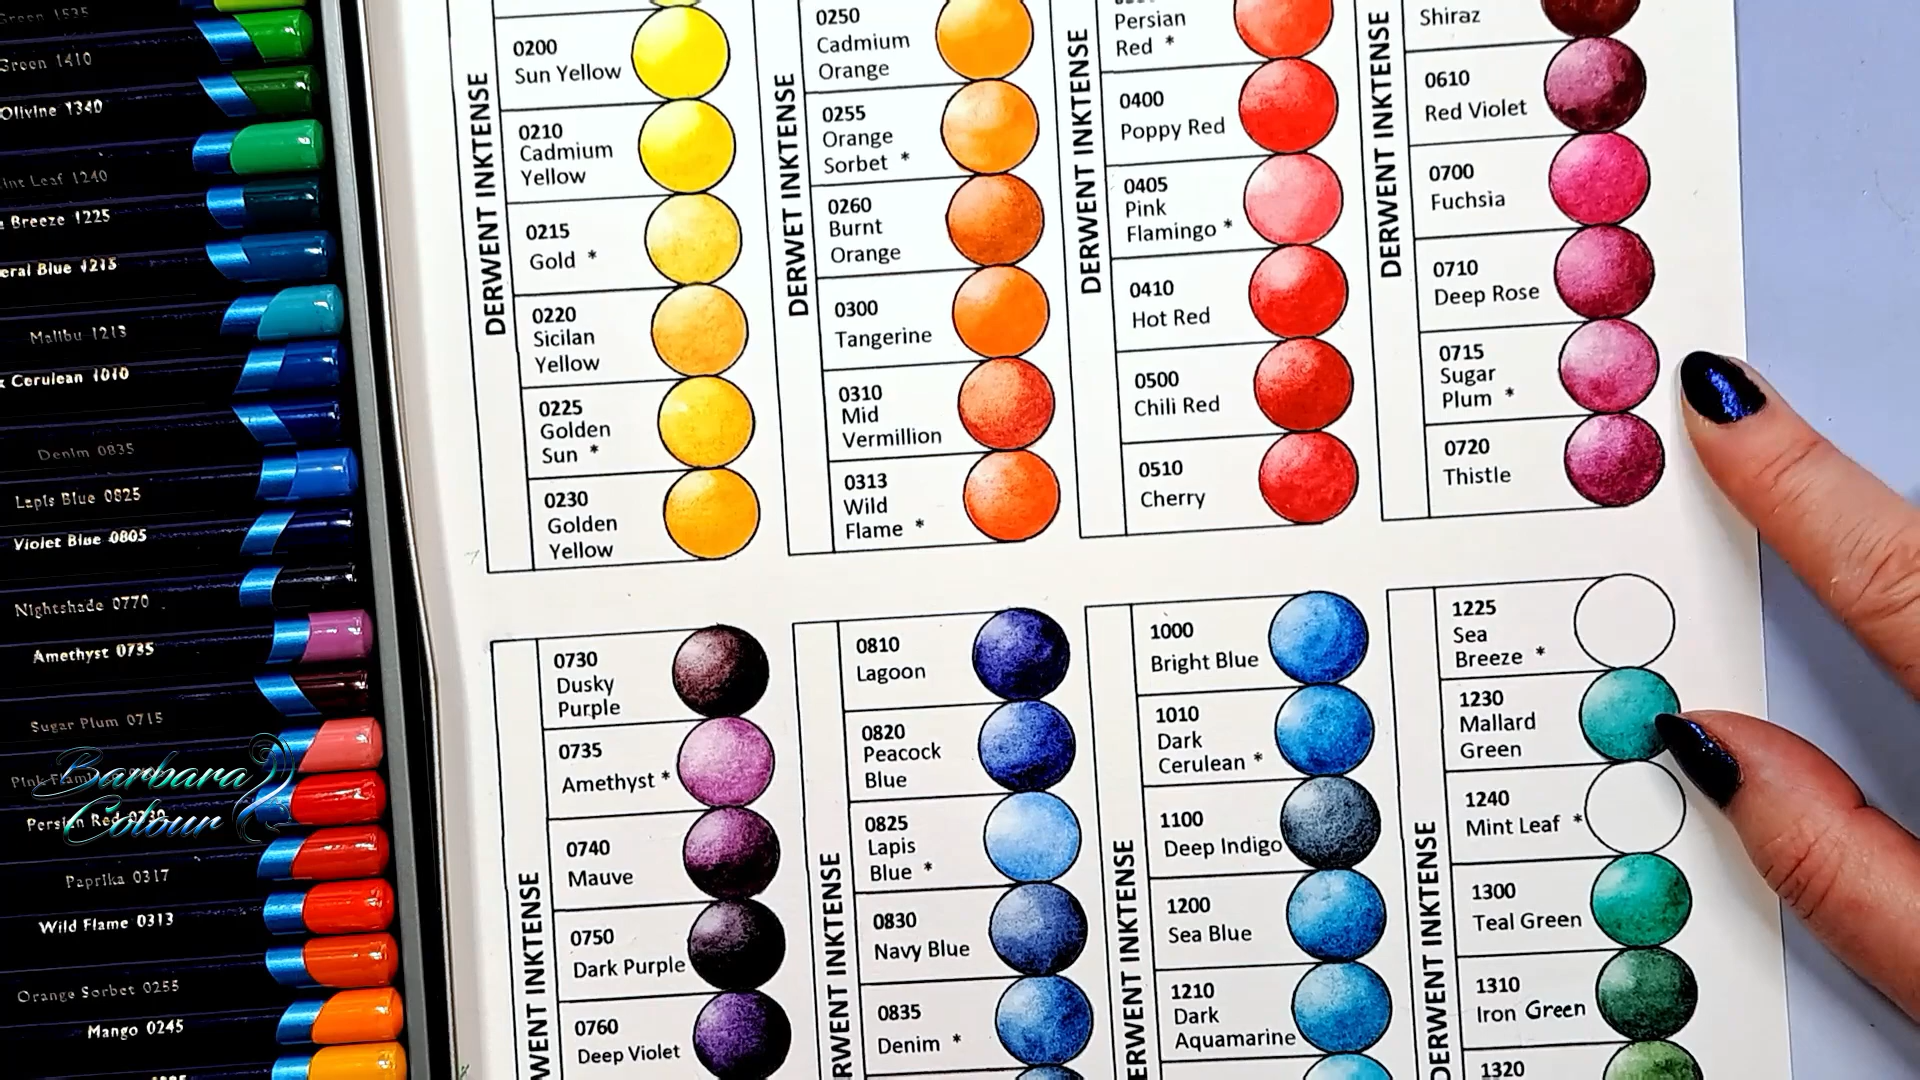 Green 1535
Green 1410
Olivine 1340
Leaf 1240
Breeze 1225
eral Blue 1215
Malibu 1213
Cerulean 1010
Denim 0835
Lapis Blue 0825
Violet Blue 0805
Nightshade 0770
Amethyst 0735
Sugar Plum 0715
Barbara
Colour
Paprika 0317
Wild Flame 0313
Orange Sorbet 0255
Mango 0245
DERWENT INKTENSE
0200
Sun Yellow
0210
Cadmium
Yellow
0215
Gold *
0220
Sicilan
Yellow
0225
Golden
Sun *
0230
Golden
Yellow
DERWET INKTENSE
0250
Cadmium
Orange
0255
Orange
Sorbet *
0260
Burnt
Orange
0300
Tangerine
0310
Mid
Vermillion
0313
Wild
Flame *
DERWENT INKTENSE
Persian
Red *
0400
Poppy Red
0405
Pink
Flamingo *
0410
Hot Red
0500
Chili Red
0510
Cherry
DERWENT INKTENSE
Shiraz
0610
Red Violet
0700
Fuchsia
0710
Deep Rose
0715
Sugar
Plum *
0720
Thistle
WENT INKTENSE
0730
Dusky
Purple
0735
Amethyst *
0740
Mauve
0750
Dark Purple
0760
Deep Violet
RWENT INKTENSE
0810
Lagoon
0820
Peacock
Blue
0825
Lapis
Blue *
0830
Navy Blue
0835
Denim *
ERWENT INKTENSE
1000
Bright Blue
1010
Dark
Cerulean *
1100
Deep Indigo
1200
Sea Blue
1210
Dark
Aquamarine
DERWENT INKTENSE
1225
Sea
Breeze *
1230
Mallard
Green
1240
Mint Leaf *
1300
Teal Green
1310
Iron Green
1320